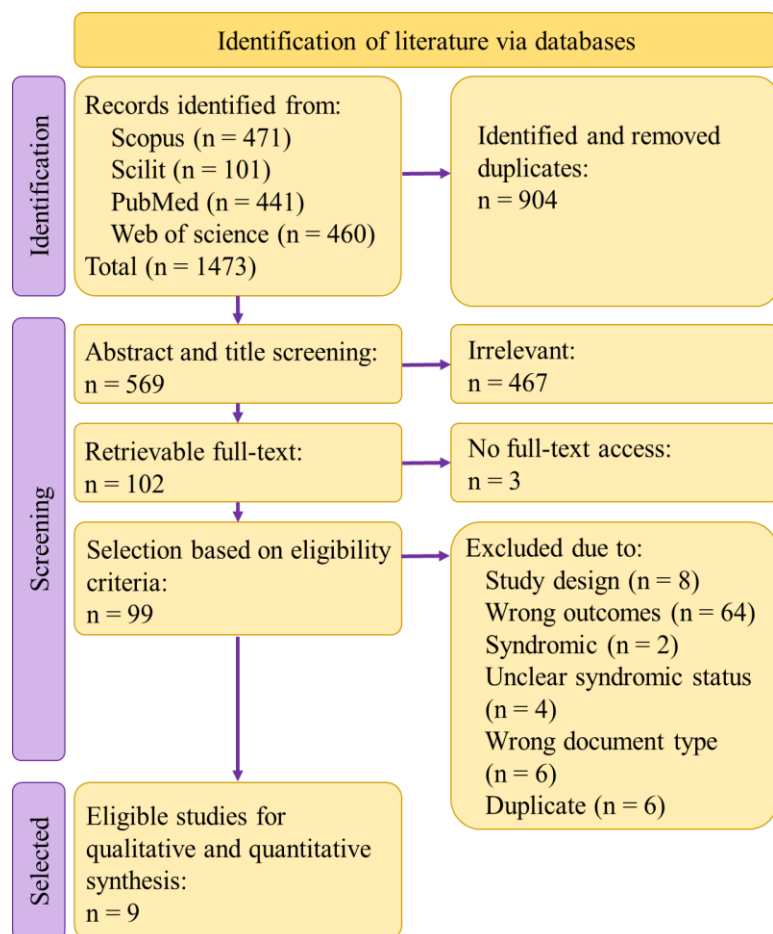 Identification of literature via databases
Identification
Records identified from:
Scopus (n = 471)
Scilit (n = 101)
PubMed (n = 441)
Web of science (n = 460)
Total (n = 1473)
Identified and removed
duplicates:
n = 904
Screening
Abstract and title screening:
n = 569
Irrelevant:
n = 467
Retrievable full-text:
n = 102
No full-text access:
n = 3
Selection based on eligibility
criteria:
n = 99
Excluded due to:
Study design (n = 8)
Wrong outcomes (n = 64)
Syndromic (n = 2)
Unclear syndromic status
(n = 4)
Wrong document type
(n = 6)
Duplicate (n = 6)
Selected
Eligible studies for
qualitative and quantitative
synthesis:
n = 9